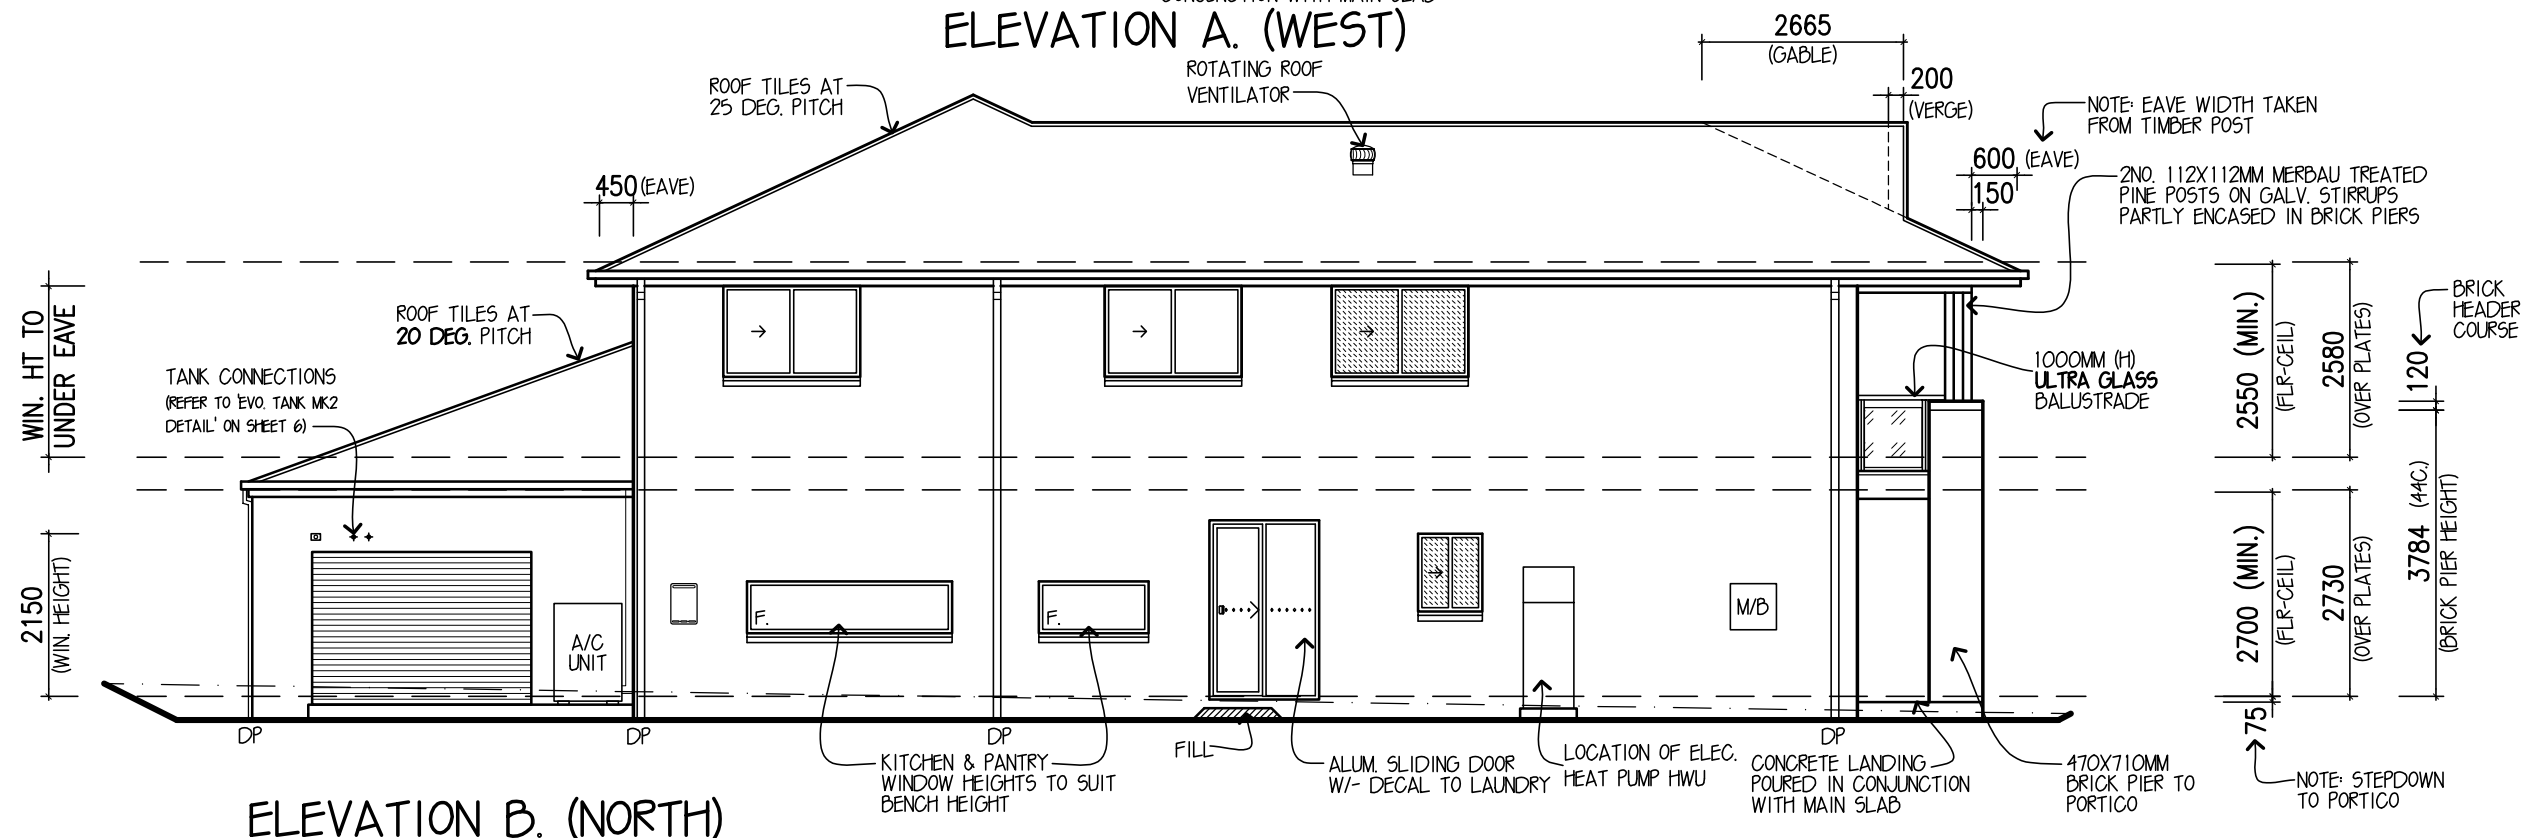 ELEVATION A. (WEST)
2665
(GABLE)
ROTATING ROOF
VENTILATOR
ROOF TILES AT
25 DEG. PITCH
200
(VERGE)
NOTE: EAVE WIDTH TAKEN
FROM TIMBER POST
600 (EAVE)
150
2NO. 112X112MM MERBAU TREATED
PINE POSTS ON GALV. STIRRUPS
PARTLY ENCASED IN BRICK PIERS
450 (EAVE)
WIN. HT TO
UNDER EAVE
ROOF TILES AT
20 DEG. PITCH
TANK CONNECTIONS
(REFER TO 'EVO. TANK MK2
DETAIL' ON SHEET 6)
1000MM (H)
ULTRA GLASS
BALUSTRADE
2550 (MIN.)
(FLR-CEIL)
2580
(OVER PLATES)
120
BRICK
HEADER
COURSE
2150
(WIN. HEIGHT)
A/C
UNIT
F.
F.
M/B
2700 (MIN.)
(FLR-CEIL)
2730
(OVER PLATES)
3784 (44C.)
(BRICK PIER HEIGHT)
75
DP
DP
DP
DP
KITCHEN & PANTRY
WINDOW HEIGHTS TO SUIT
BENCH HEIGHT
FILL
ALUM. SLIDING DOOR
W/- DECAL TO LAUNDRY
LOCATION OF ELEC.
HEAT PUMP HWU
CONCRETE LANDING
POURED IN CONJUNCTION
WITH MAIN SLAB
470X710MM
BRICK PIER TO
PORTICO
NOTE: STEPDOWN
TO PORTICO
ELEVATION B. (NORTH)